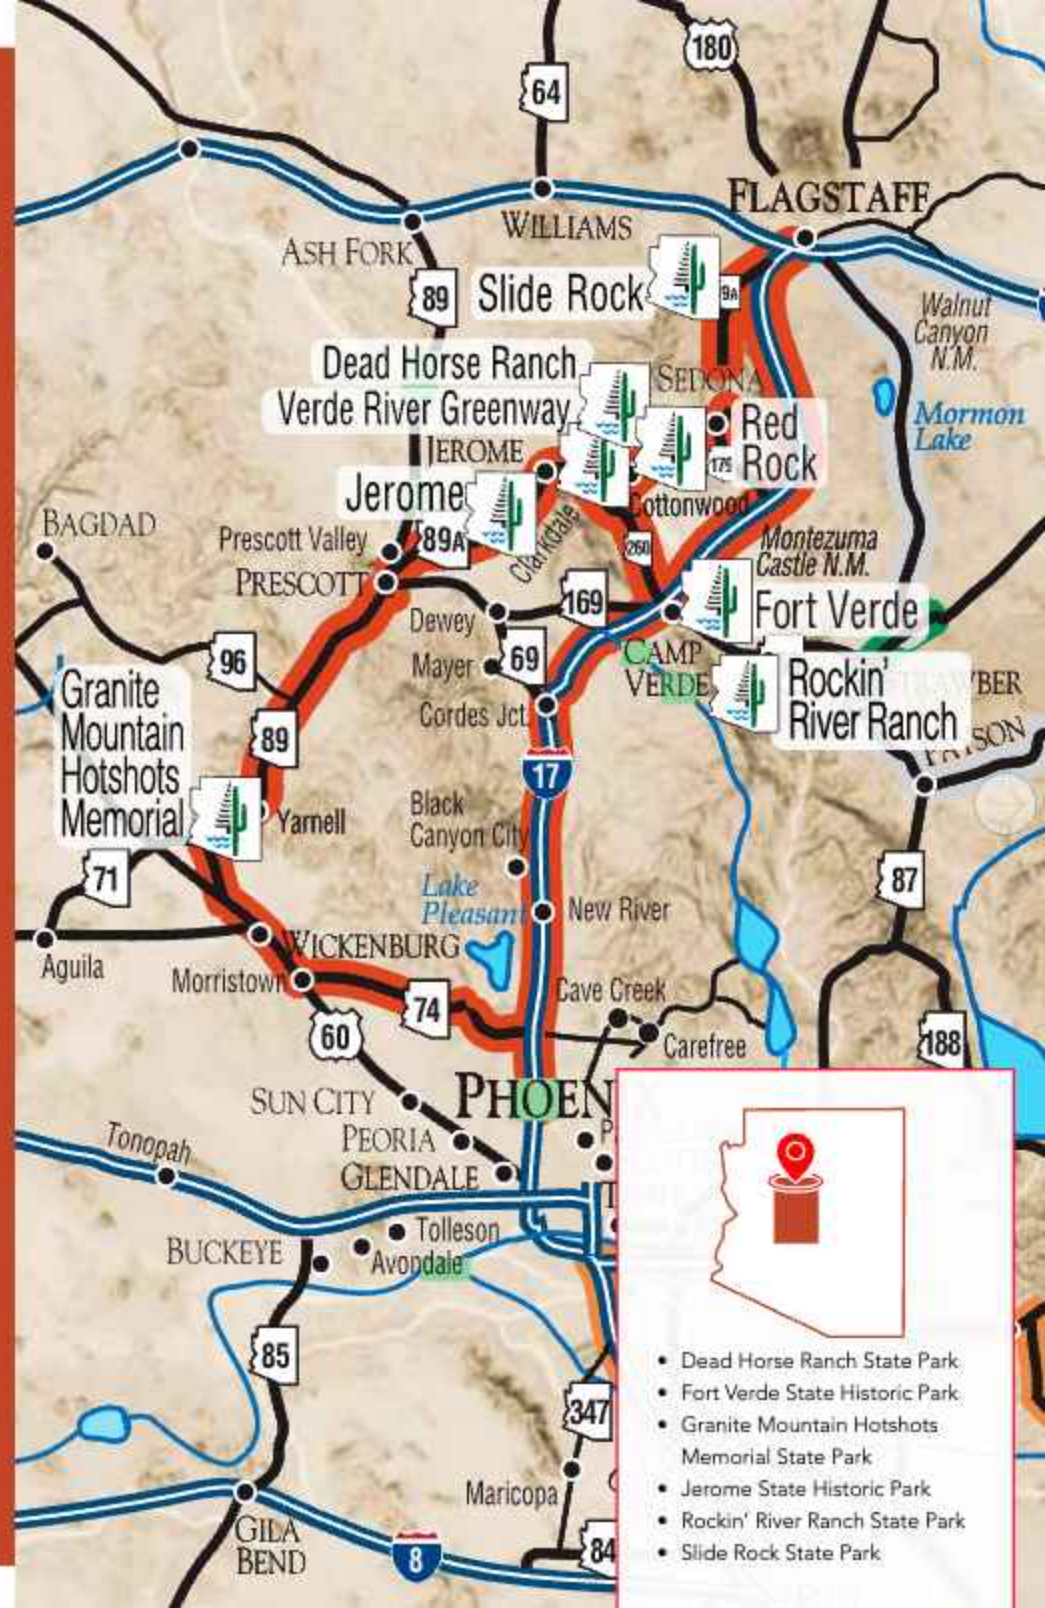 180
64
FLAGSTAFF
WILLIAMS
ASH FORK
89
Slide Rock
9A
Walnut
Canyon
N.M.
Dead Horse Ranch
SEDONA
Verde River Greenway
Mormon
Lake
Red
Rock
JEROME
179
Jerome
Cottonwood
BAGDAD
Prescott Valley
89A
Clarkdale
260
Montezuma
Castle N.M.
PRESCOTT
169
Fort Verde
Dewey
96
Mayer
69
CAMP
VERDE
Rockin'
River Ranch
TRAWBER
Granite
Mountain
Hotshots
Memorial
Cordes Jct.
89
PAYSON
17
Yarnell
Black
Canyon City
71
87
Lake
Pleasant
New River
WICKENBURG
Aguila
Morristown
Cave Creek
74
60
Carefree
188
SUN CITY
PHOEN
PEORIA
P
Tonopah
GLENDALE
T
Tolleson
BUCKEYE
Avondale
85
347
Maricopa
GILA
BEND
8
84
• Dead Horse Ranch State Park
• Fort Verde State Historic Park
• Granite Mountain Hotshots
Memorial State Park
• Jerome State Historic Park
• Rockin' River Ranch State Park
• Slide Rock State Park